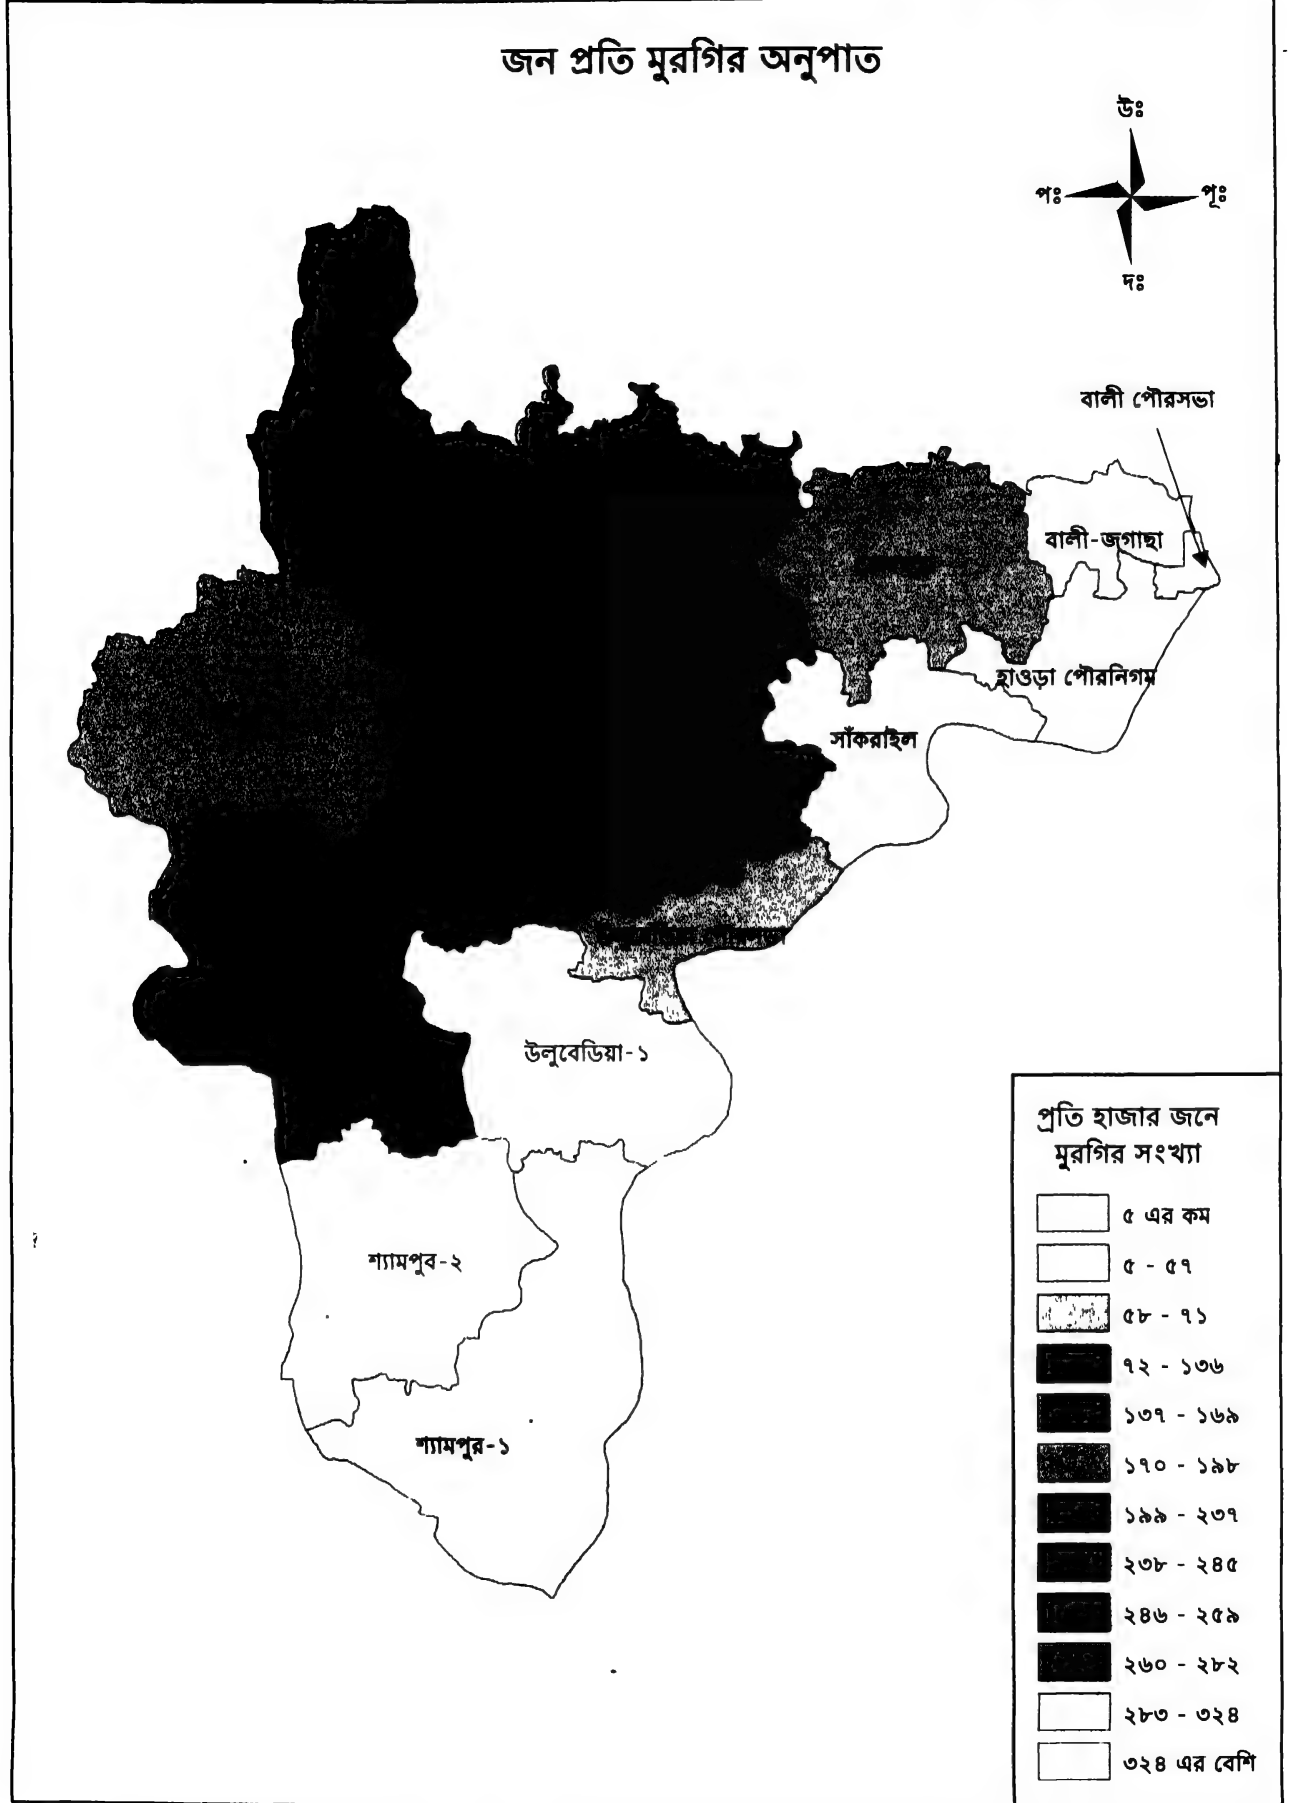 জন প্রতি মুরগির অনুপাত
উঃ
পঃ
পূঃ
দঃ
বালী পৌরসভা
বালী-জগাছা
হাওড়া পৌরনিগম
সাঁকরাইল
উলুবেডিয়া-১
শ্যামপুব-২
শ্যামপুর-১
প্রতি হাজার জনে
মুরগির সংখ্যা
৫ এর কম
৫ - ৫৭
৫৮ - ৭১
৭২ - ১৩৬
১৩৭ - ১৬৯
১৭০ - ১৯৮
১৯৯ - ২৩৭
২৩৮ - ২৪৫
২৪৬ - ২৫৯
২৬০ - ২৮২
২৮৩ - ৩২৪
৩২৪ এর বেশি